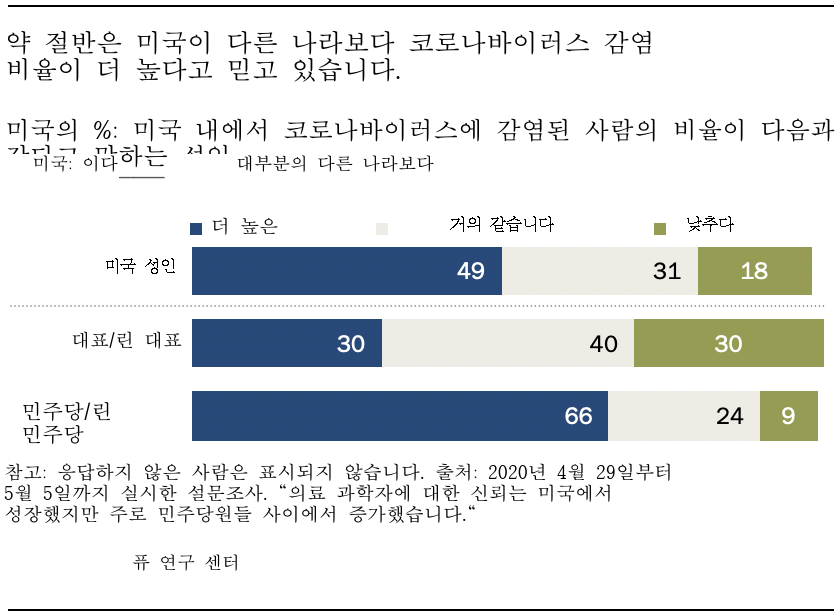 약 절반은 미국이 다른 나라보다 코로나바이러스 감염
비율이 더 높다고 믿고 있습니다.
미국의 %: 미국 내에서 코로나바이러스에 감염된 사람의 비율이 다음과
말하는
미국: 이다____ 대부분의 다른 나라보다
더 높은 거의 같습니다 낮추다
미국 성인 49 31 18
대표/린 대표 30 40 30
민주당/린
민주당 66 24 9
참고: 응답하지 않은 사람은 표시되지 않습니다. 출처: 2020년 4월 29일부터
5월 5일까지 실시한 설문조사. “의료 과학자에 대한 신뢰는 미국에서
성장했지만 주로 민주당원들 사이에서 증가했습니다.“
퓨 연구 센터